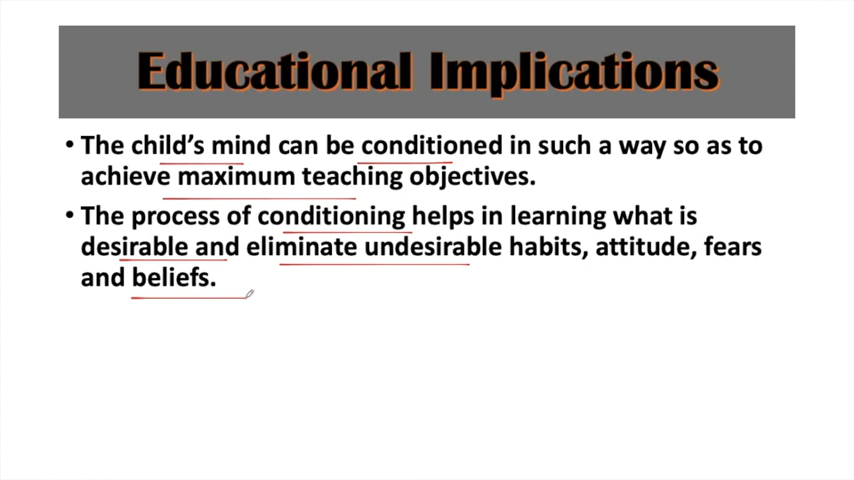 Educational Implications
• The child's mind can be conditioned in such a way so as to
achieve maximum teaching objectives.
• The process of conditioning helps in learning what is
desirable and eliminate undesirable habits, attitude, fears
and beliefs.